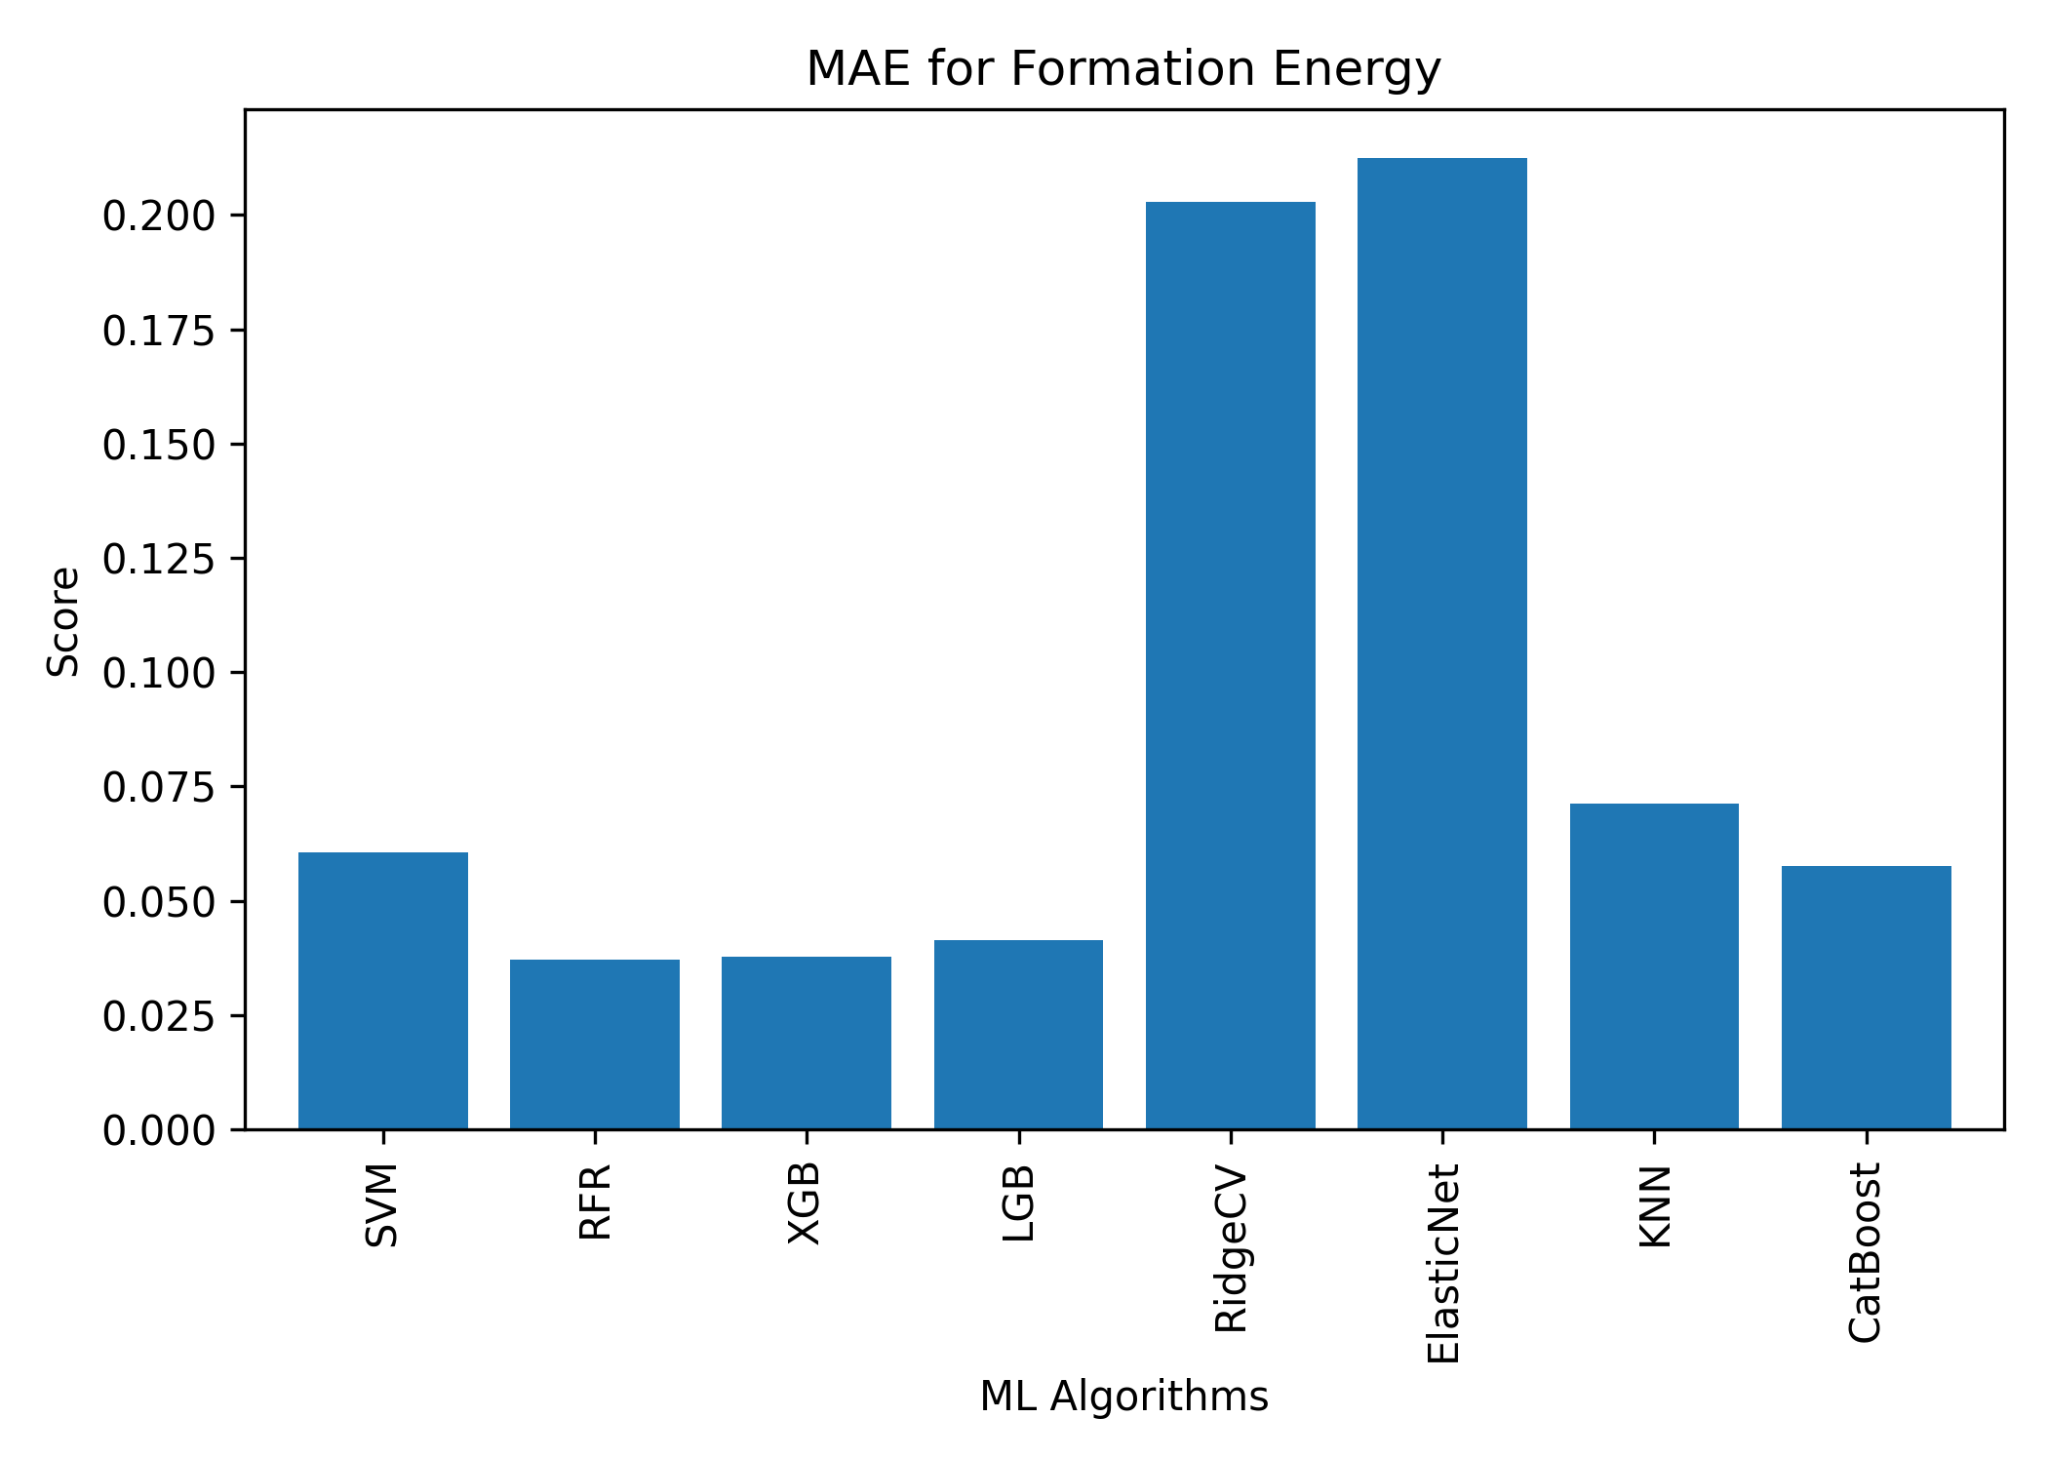 MAE for Formation Energy
Score
0.200
0.175
0.150
0.125
0.100
0.075
0.050
0.025
0.000
SVM
RFR
XGB
LGB
RidgeCV
ElasticNet
KNN
CatBoost
ML Algorithms